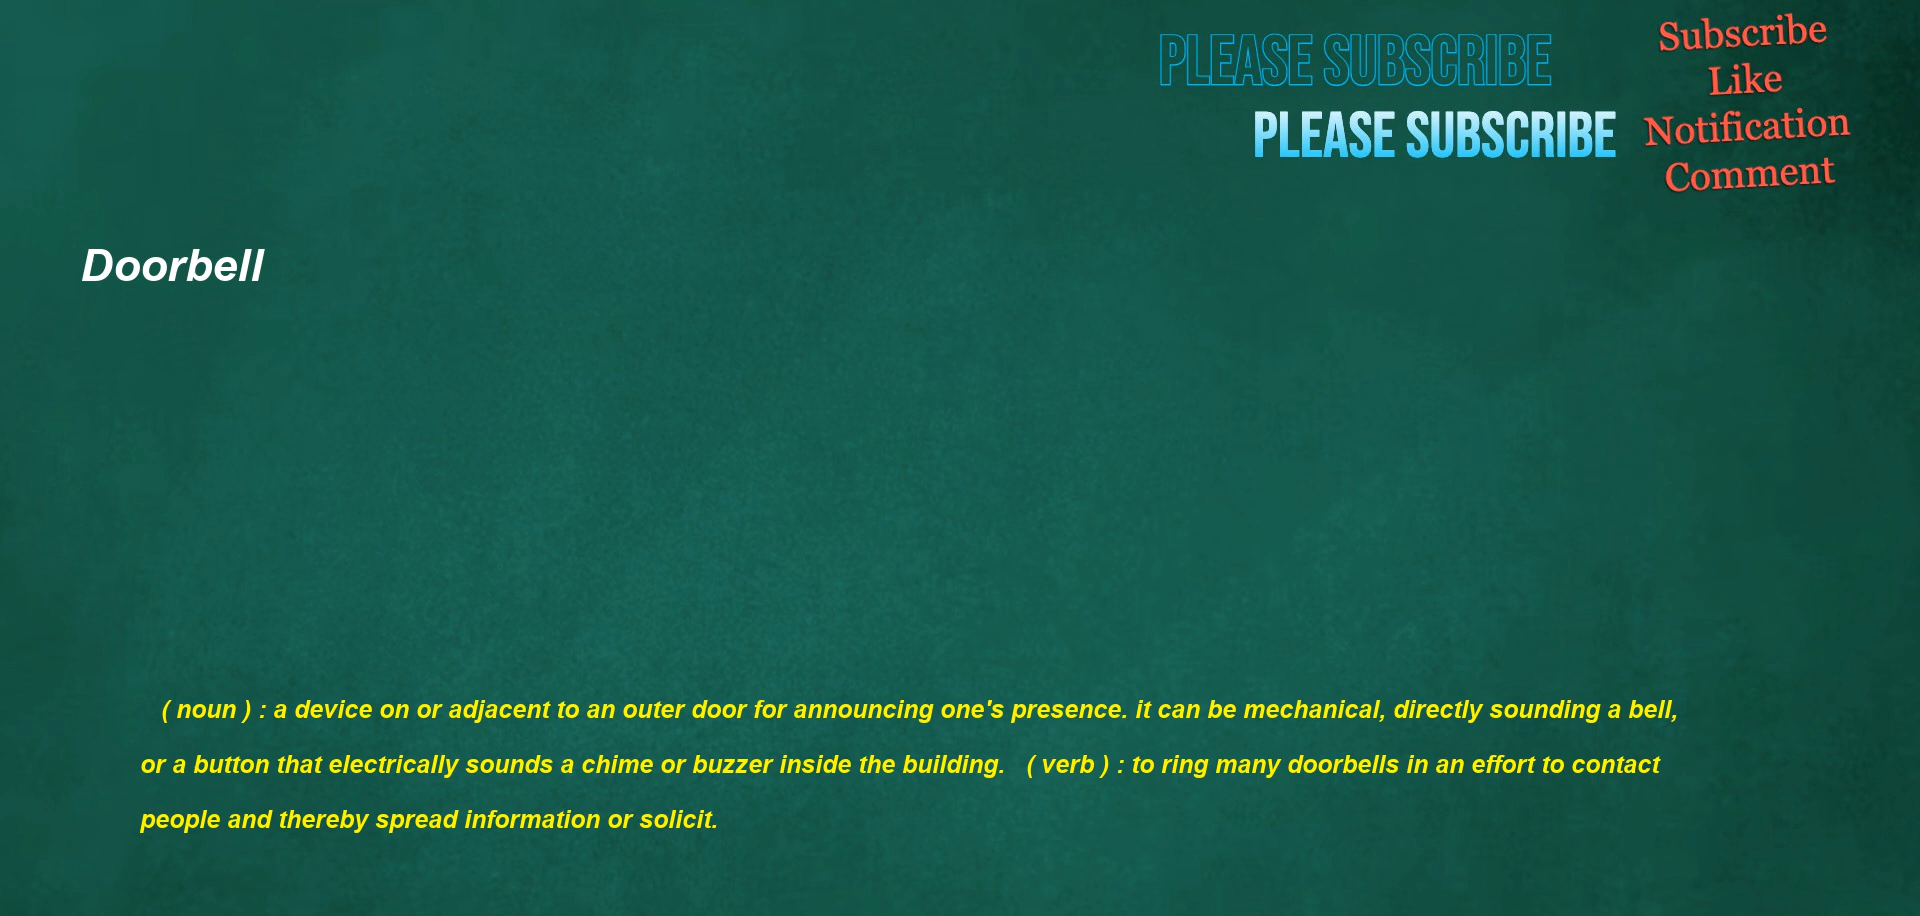 PLEASE SUBSCRIBE
PLEASE SUBSCRIBE
Subscribe
Like
Notification
Comment
Doorbell
( noun ) : a device on or adjacent to an outer door for announcing one's presence. it can be mechanical, directly sounding a bell,
or a button that electrically sounds a chime or buzzer inside the building. ( verb ) : to ring many doorbells in an effort to contact
people and thereby spread information or solicit.